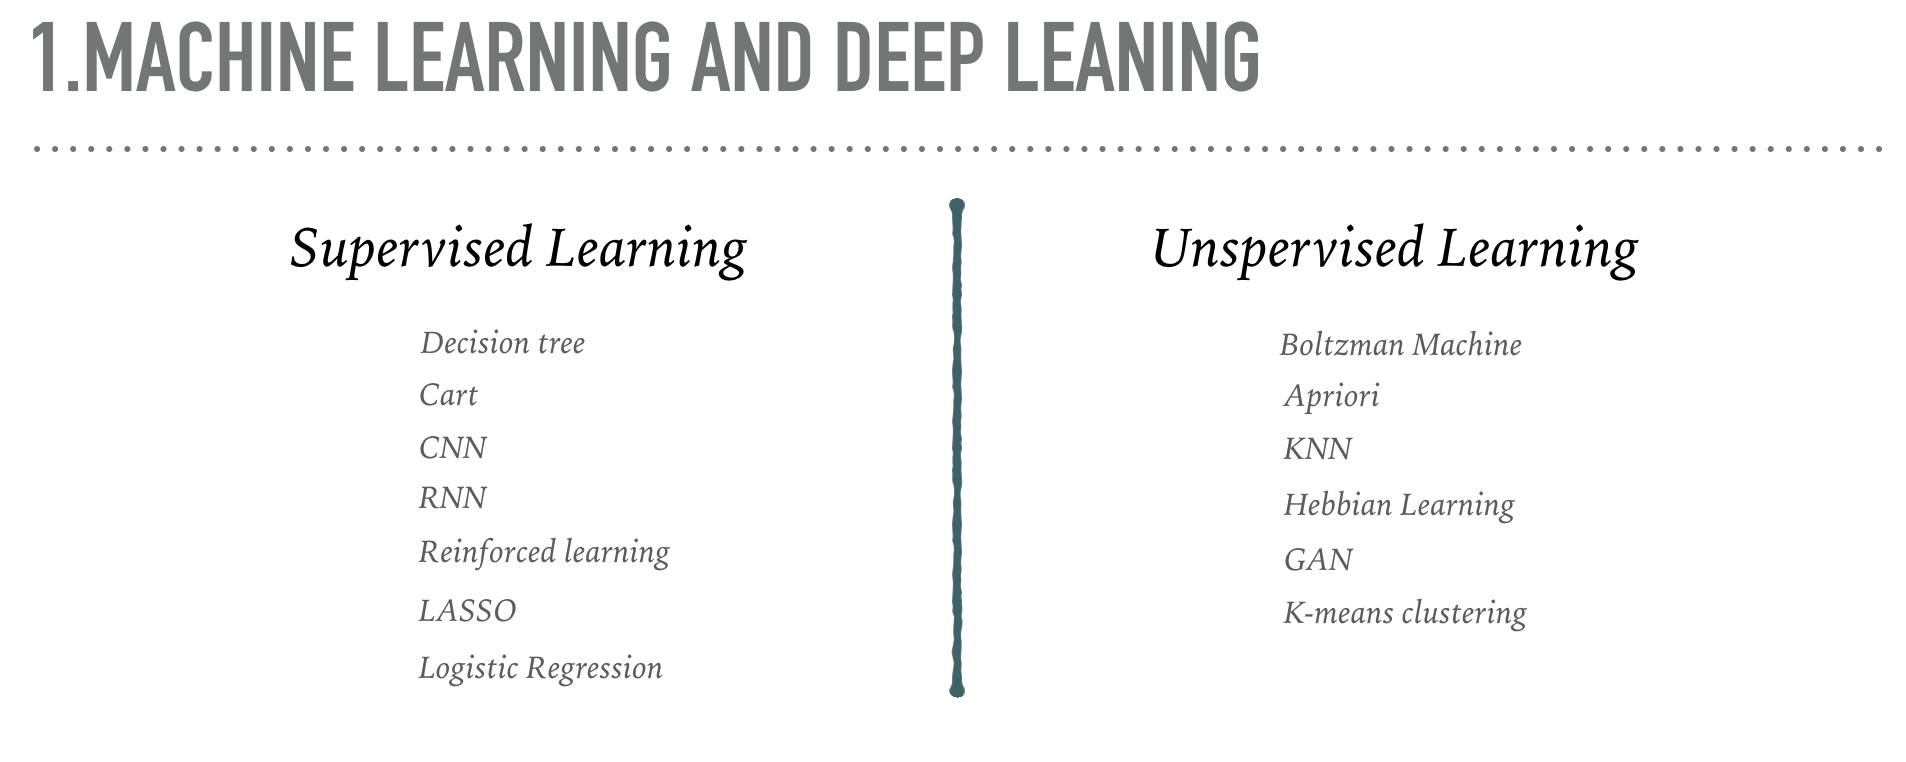 1.MACHINE LEARNING AND DEEP LEANING
Supervised Learning
Decision tree
Cart
CNN
RNN
Reinforced learning
LASSO
Logistic Regression
Unspervised Learning
Boltzman Machine
Apriori
KNN
Hebbian Learning
GAN
K-means clustering